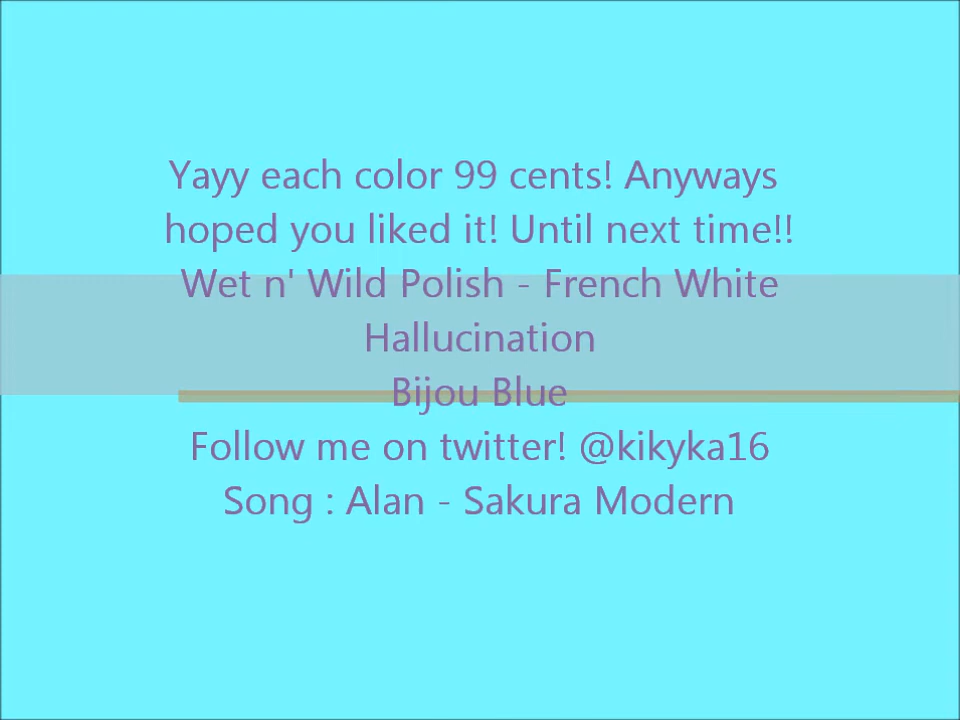 Yayy each color 99 cents! Anyways
hoped you liked it! Until next time!!
Wet n' Wild Polish - French White
Hallucination
Bijou Blue
Follow me on twitter! @kikyka16
Song : Alan - Sakura Modern